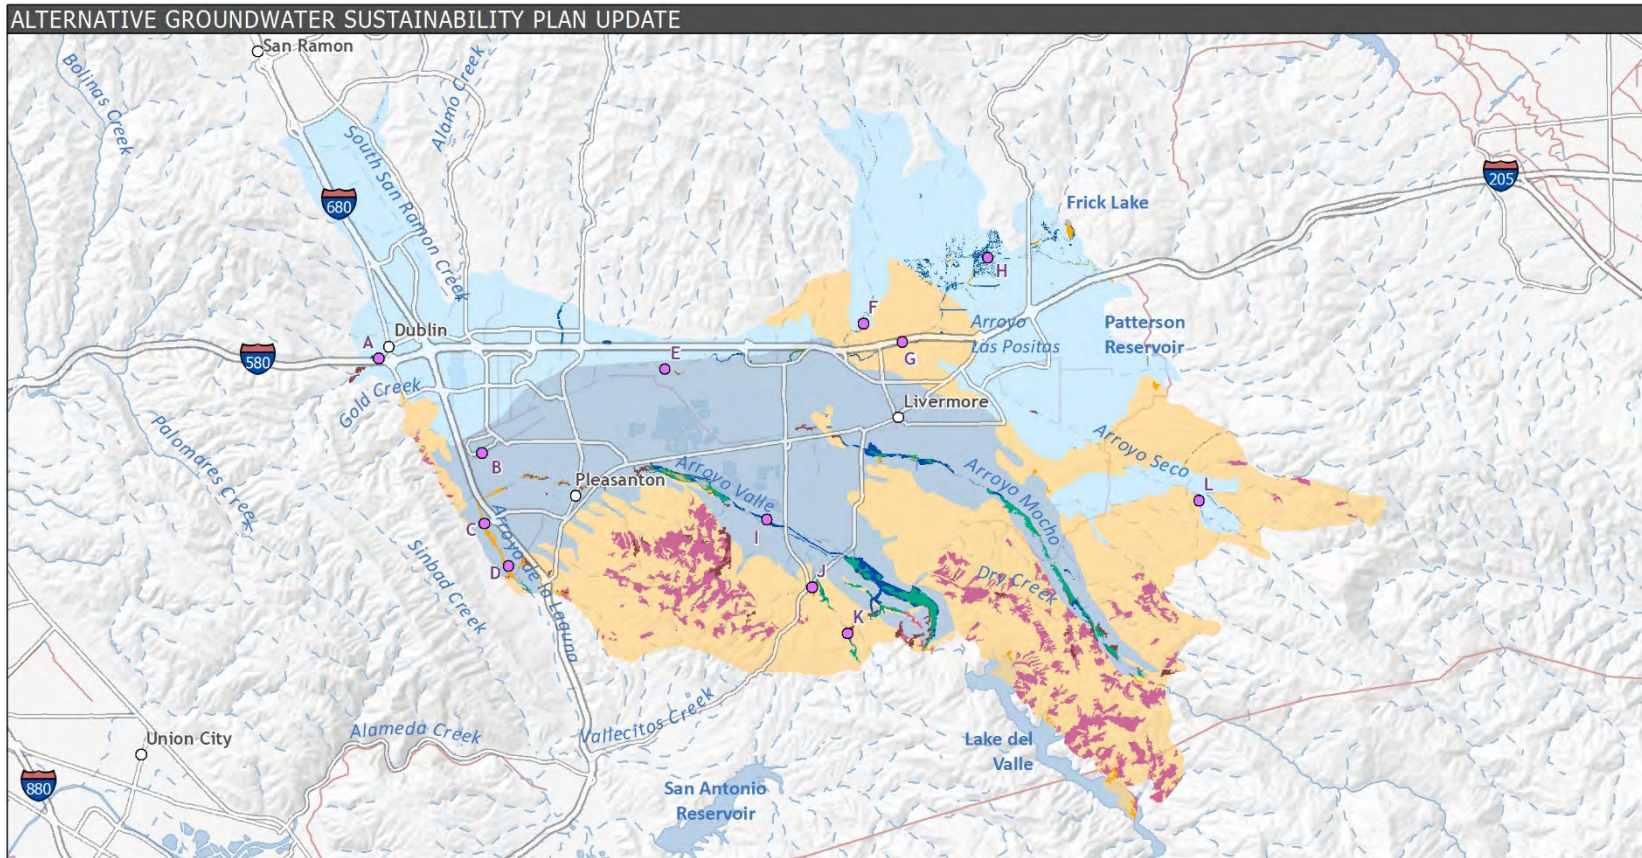 ALTERNATIVE GROUNDWATER SUSTAINABILITY PLAN UPDATE
San Ramon
Bolinas Creek
Alamo Creek
South San Ramon Creek
680
205
Frick Lake
H
F
Arroyo
Las Positas
Patterson
Reservoir
G
Dublin
A
580
E
Gold Creek
Livermore
Palomares Creek
B
Arroyo Seco
Pleasanton
Arroyo Valle
Arroyo Mocho
L
C
I
Sinbad Creek
Arroyo de la Laguna
D
J
Dry Creek
K
Vallecitos Creek
Alameda Creek
Union City
Lake del
Valle
880
San Antonio
Reservoir